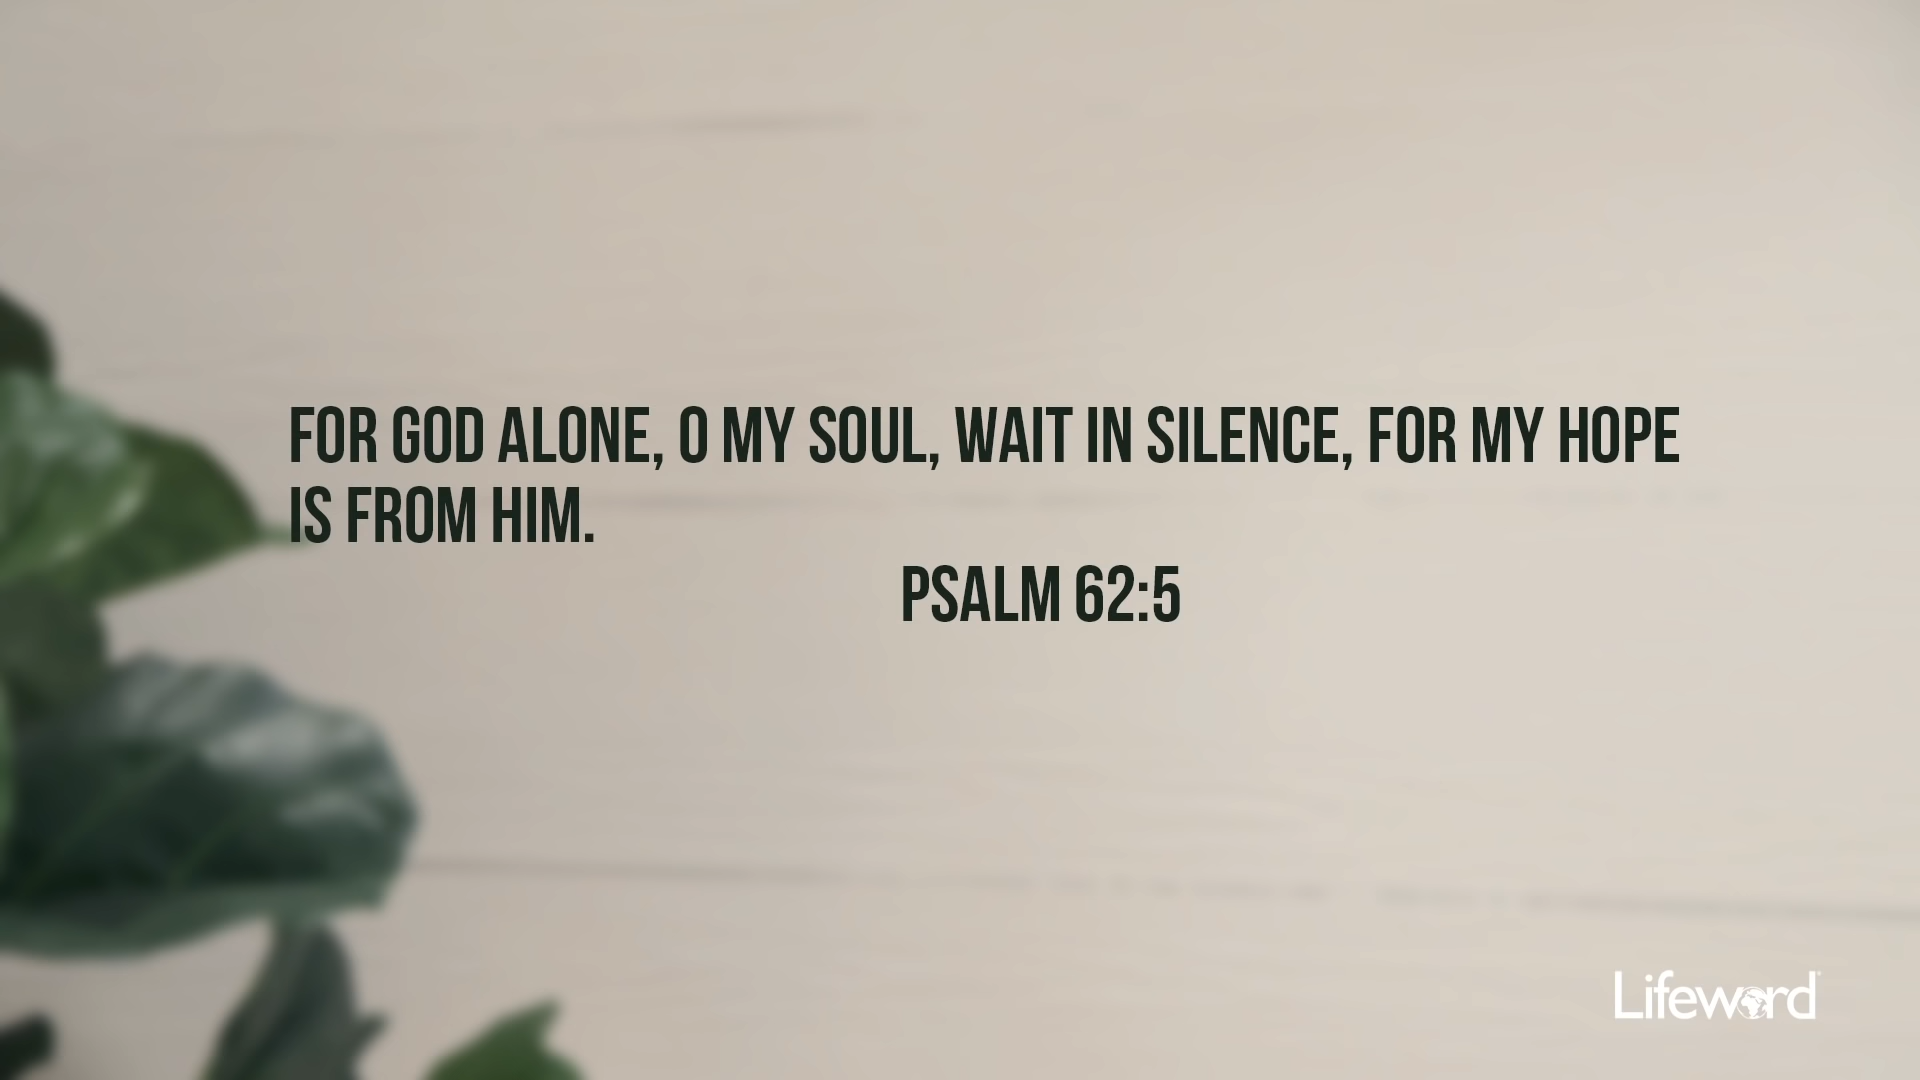 FOR GOD ALONE, O MY SOUL, WAIT IN SILENCE, FOR MY HOPE
IS FROM HIM.
PSALM 62:5
Lifeword